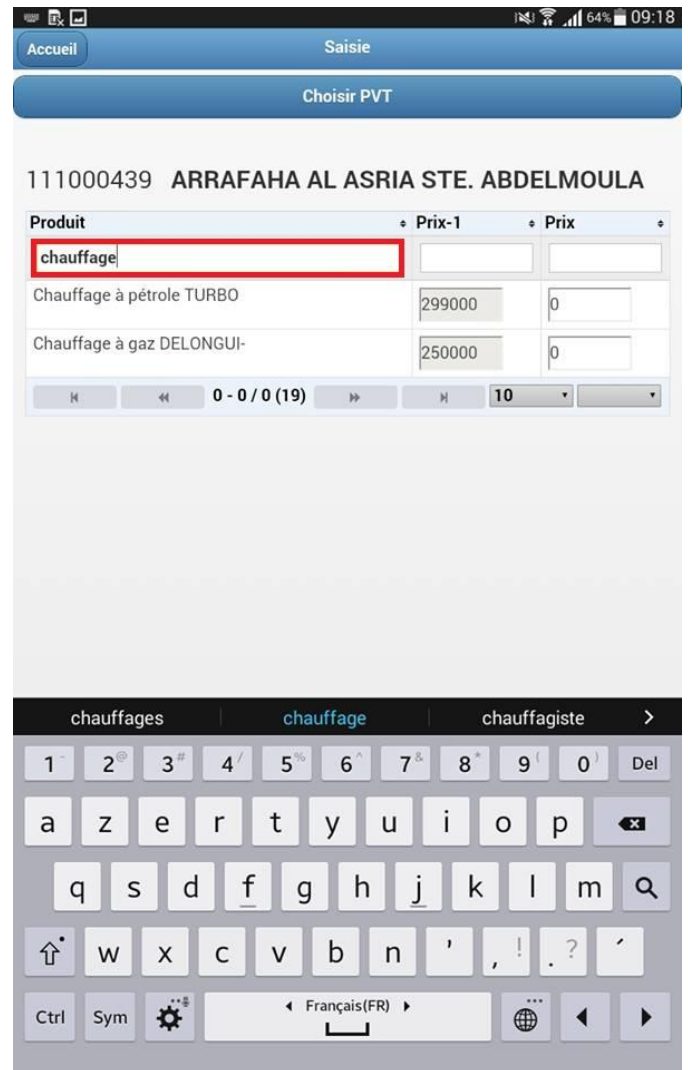 64% 09:18
Accueil Saisie
Choisir PVT
111000439 ARRAFAHA AL ASRIA STE. ABDELMOULA
Produit Prix-1 Prix
chauffage
Chauffage à pétrole TURBO 299000 0
Chauffage à gaz DELONGUI- 250000 0
0 - 0 / 0 (19) 10
chauffages chauffage chauffagiste >
1 - 2 @ 3 # 4 / 5 % 6 ^ 7 & 8 * 9 ( 0 ) Del
a z e r t y u i o p
q s d f g h j k l m
w x c v b n ' , ! . ? ´
Ctrl Sym Français(FR)